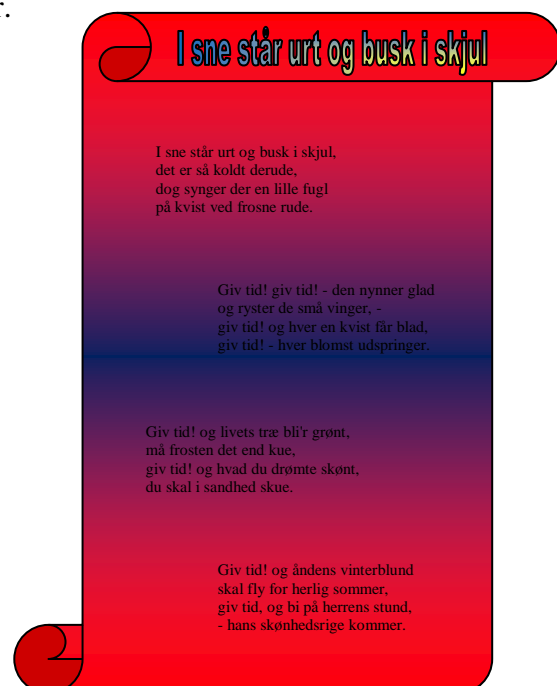 r.
I sne står urt og busk i skjul
I sne står urt og busk i skjul,
det er så koldt derude,
dog synger der en lille fugl
på kvist ved frosne rude.
Giv tid! giv tid! - den nynner glad
og ryster de små vinger, -
giv tid! og hver en kvist får blad,
giv tid! - hver blomst udspringer.
Giv tid! og livets træ bli'r grønt,
må frosten det end kue,
giv tid! og hvad du drømte skønt,
du skal i sandhed skue.
Giv tid! og åndens vinterblund
skal fly for herlig sommer,
giv tid, og bi på herrens stund,
- hans skønhedsrige kommer.